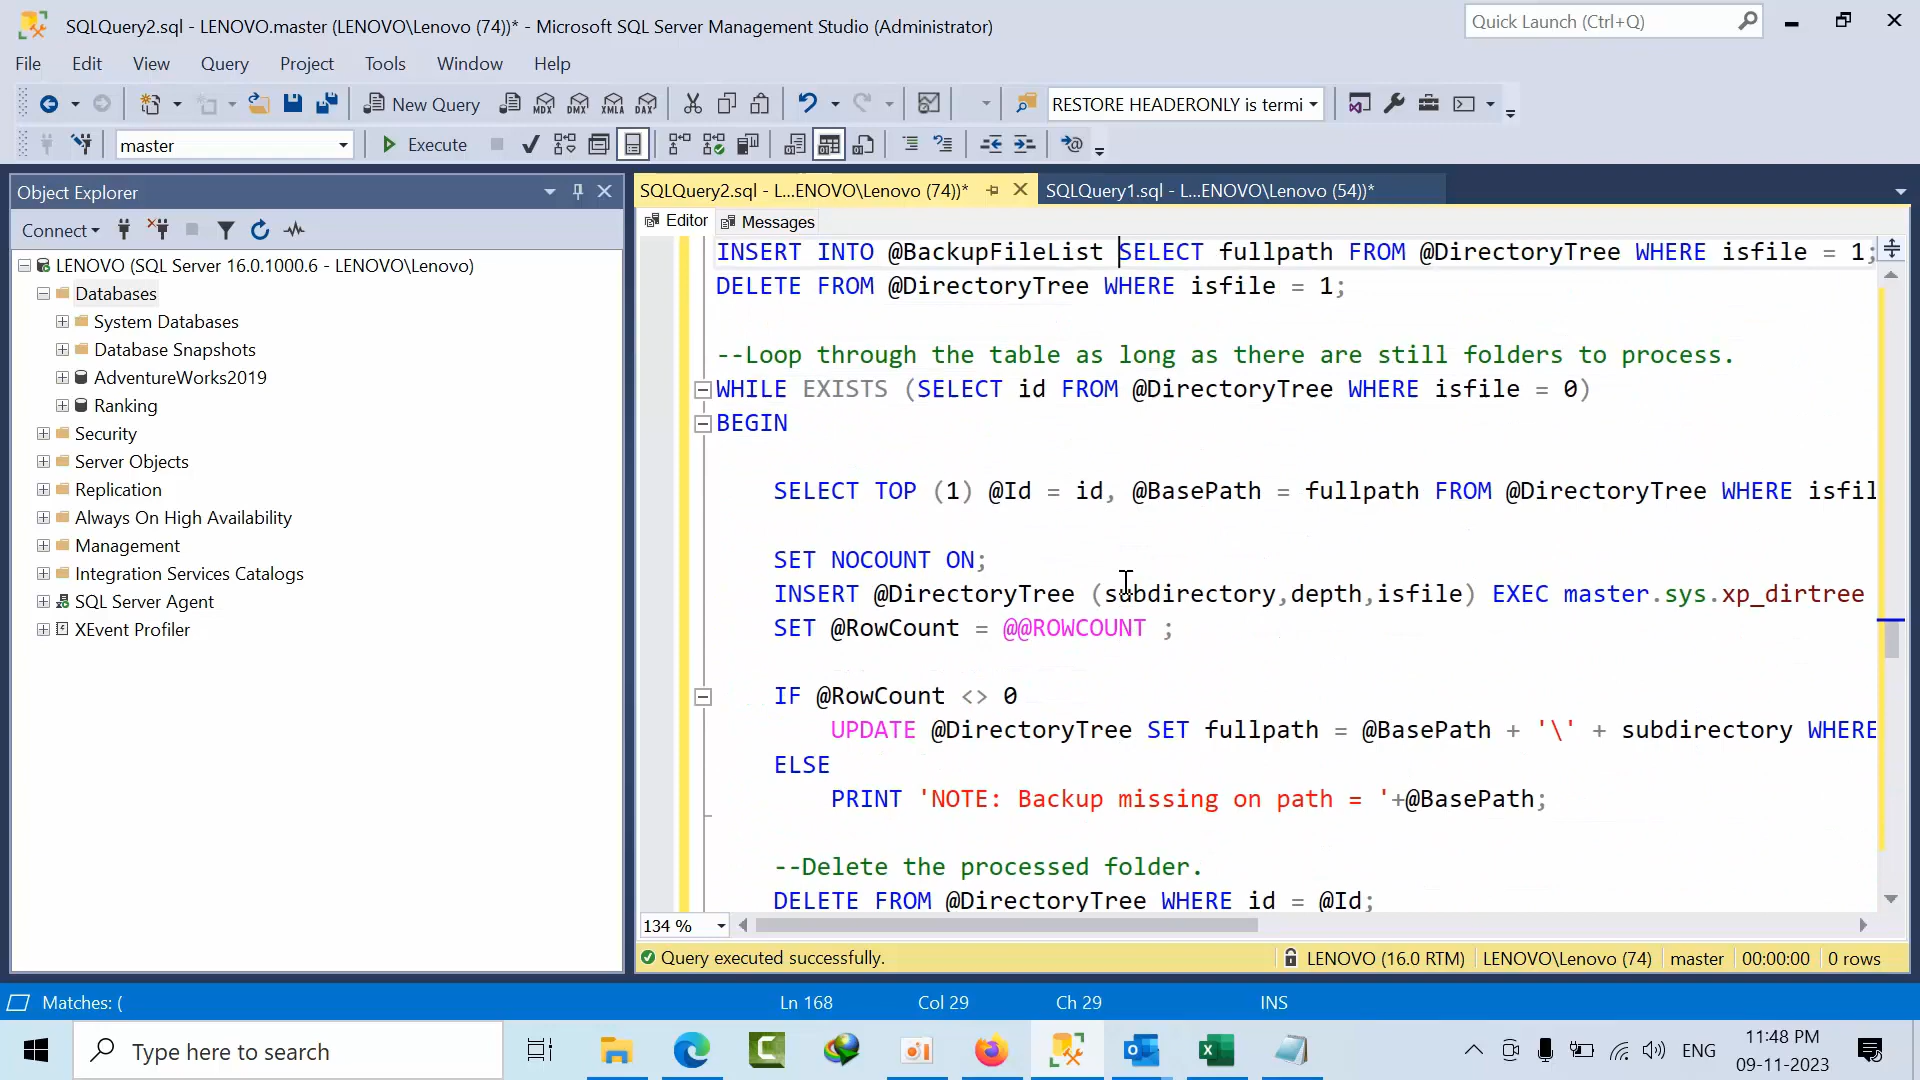 SQLQuery2.sql - LENOVO.master (LENOVO\Lenovo (74))* - Microsoft SQL Server Management Studio (Administrator)
Quick Launch (Ctrl+Q)
File Edit View Query Project Tools Window Help
New Query MDX DMX XMLA DAX RESTORE HEADERONLY is termi
master Execute
Object Explorer
Connect
LENOVO (SQL Server 16.0.1000.6 - LENOVO\Lenovo)
Databases
System Databases
Database Snapshots
AdventureWorks2019
Ranking
Security
Server Objects
Replication
Always On High Availability
Management
Integration Services Catalogs
SQL Server Agent
XEvent Profiler
SQLQuery2.sql - L...ENOVO\Lenovo (74))* SQLQuery1.sql - L...ENOVO\Lenovo (54))*
Editor Messages
INSERT INTO @BackupFileList SELECT fullpath FROM @DirectoryTree WHERE isfile = 1;
DELETE FROM @DirectoryTree WHERE isfile = 1;
--Loop through the table as long as there are still folders to process.
WHILE EXISTS (SELECT id FROM @DirectoryTree WHERE isfile = 0)
BEGIN
SELECT TOP (1) @Id = id, @BasePath = fullpath FROM @DirectoryTree WHERE isfil
SET NOCOUNT ON;
INSERT @DirectoryTree (subdirectory,depth,isfile) EXEC master.sys.xp_dirtree
SET @RowCount = @@ROWCOUNT ;
IF @RowCount <> 0
UPDATE @DirectoryTree SET fullpath = @BasePath + '\' + subdirectory WHERE
ELSE
PRINT 'NOTE: Backup missing on path = '+@BasePath;
--Delete the processed folder.
DELETE FROM @DirectoryTree WHERE id = @Id;
134 %
Query executed successfully. LENOVO (16.0 RTM) LENOVO\Lenovo (74) master 00:00:00 0 rows
Matches: ( Ln 168 Col 29 Ch 29 INS
Type here to search
ENG
11:48 PM
09-11-2023